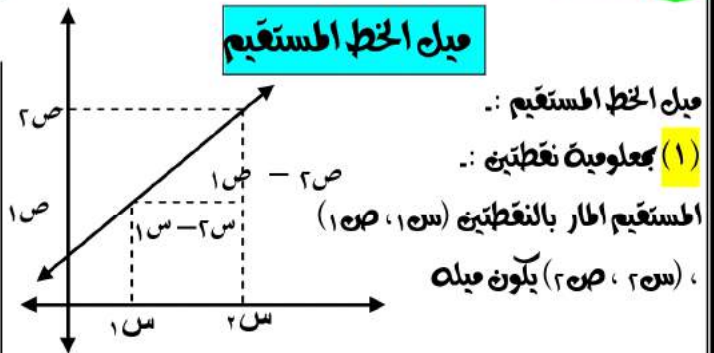 ميل الخط المستقيم
ميل الخط المستقيم :ـ
(١) بمعلومية نقطتين :ـ
المستقيم المار بالنقطتين (س١ ، ص١)
، (س٢ ، ص٢) يكون ميله
ص٢
ص١
ص٢ – ص١
س٢ – س١
س٢
س١